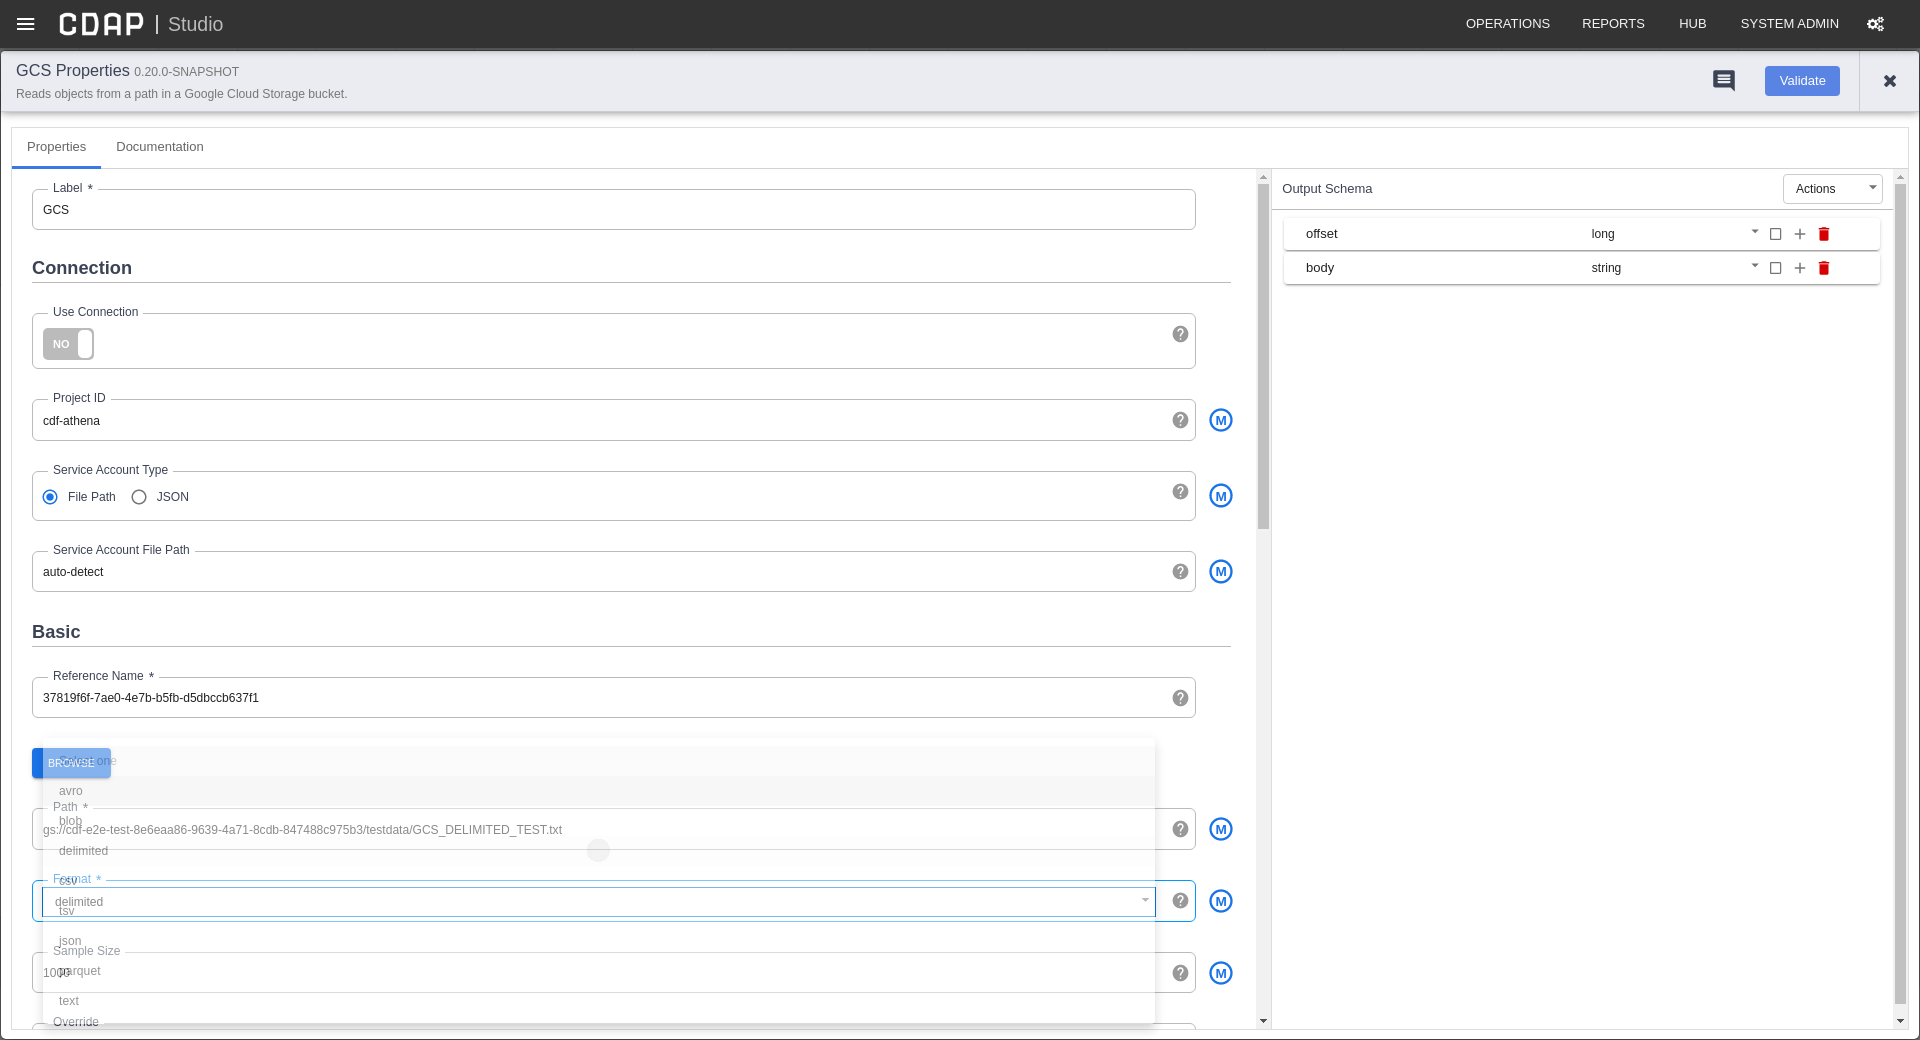 CDAP | Studio
OPERATIONS REPORTS HUB SYSTEM ADMIN
GCS Properties 0.20.0-SNAPSHOT
Reads objects from a path in a Google Cloud Storage bucket.
Validate
Properties Documentation
Label *
GCS
Connection
Use Connection
NO
Project ID
cdf-athena
M
Service Account Type
File Path JSON
M
Service Account File Path
auto-detect
M
Basic
Reference Name *
37819f6f-7ae0-4e7b-b5fb-d5dbccb637f1
BROWSE
Select one
avro
Path *
blob
gs://cdf-e2e-test-8e6eaa86-9639-4a71-8cdb-847488c975b3/testdata/GCS_DELIMITED_TEST.txt
M
delimited
Format *
csv
delimited
M
tsv
json
Sample Size
1000
M
parquet
text
Override
Output Schema
Actions
offset long
body string